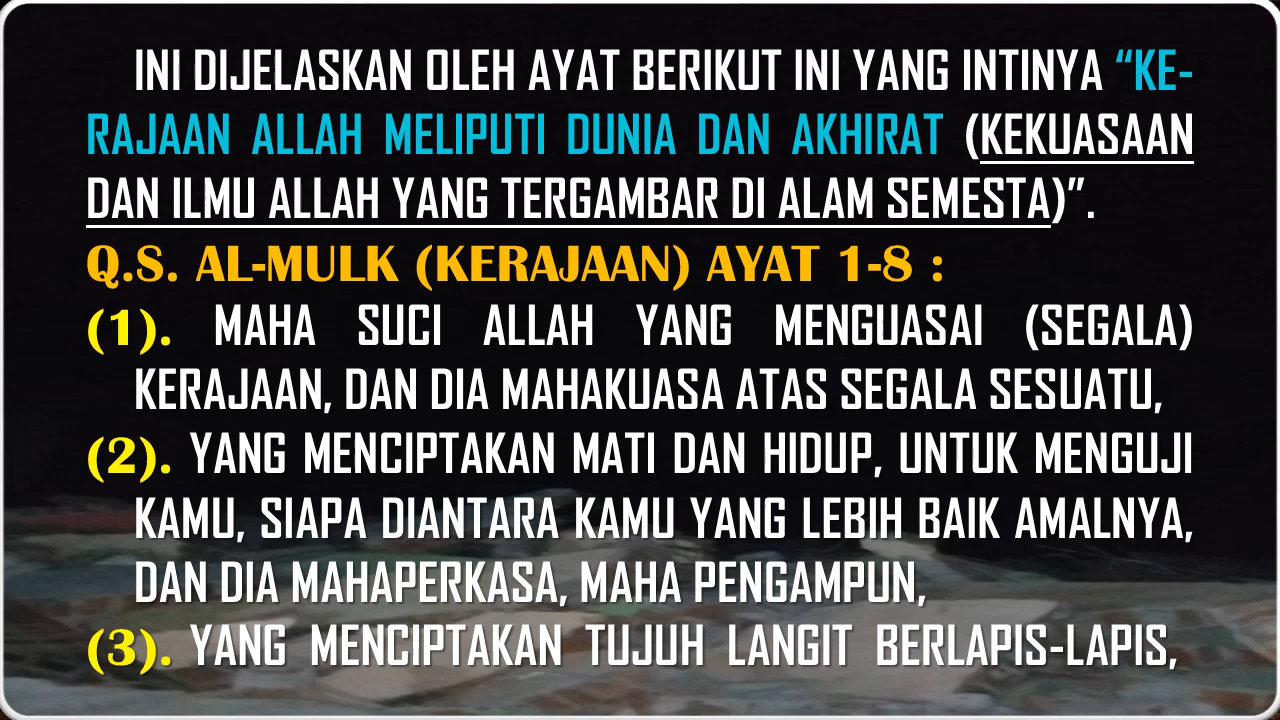 INI DIJELASKAN OLEH AYAT BERIKUT INI YANG INTINYA “KE-
RAJAAN ALLAH MELIPUTI DUNIA DAN AKHIRAT (KEKUASAAN
DAN ILMU ALLAH YANG TERGAMBAR DI ALAM SEMESTA)”.
Q.S. AL-MULK (KERAJAAN) AYAT 1-8 :
(1). MAHA SUCI ALLAH YANG MENGUASAI (SEGALA)
KERAJAAN, DAN DIA MAHAKUASA ATAS SEGALA SESUATU,
(2). YANG MENCIPTAKAN MATI DAN HIDUP, UNTUK MENGUJI
KAMU, SIAPA DIANTARA KAMU YANG LEBIH BAIK AMALNYA,
DAN DIA MAHAPERKASA, MAHA PENGAMPUN,
(3). YANG MENCIPTAKAN TUJUH LANGIT BERLAPIS-LAPIS,